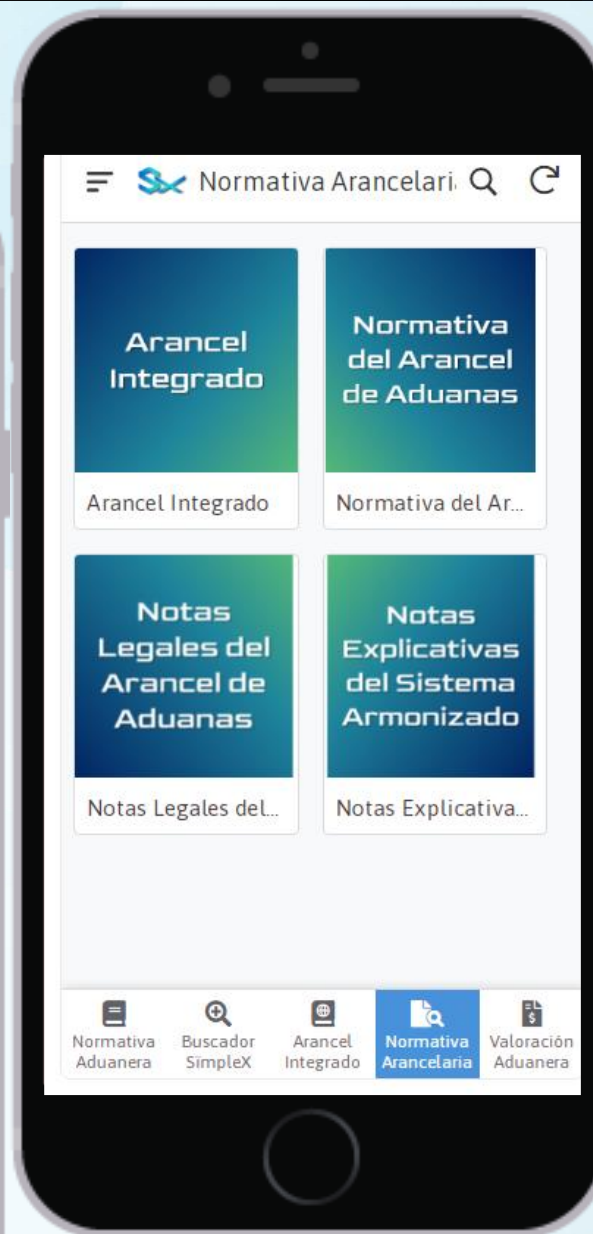 Normativa Arancelari
Arancel
Integrado
Normativa
del Arancel
de Aduanas
Arancel Integrado
Normativa del Ar...
Notas
Legales del
Arancel de
Aduanas
Notas
Explicativas
del Sistema
Armonizado
Notas Legales del...
Notas Explicativa...
Normativa
Aduanera
Buscador
SimpleX
Arancel
Integrado
Normativa
Arancelaria
Valoración
Aduanera